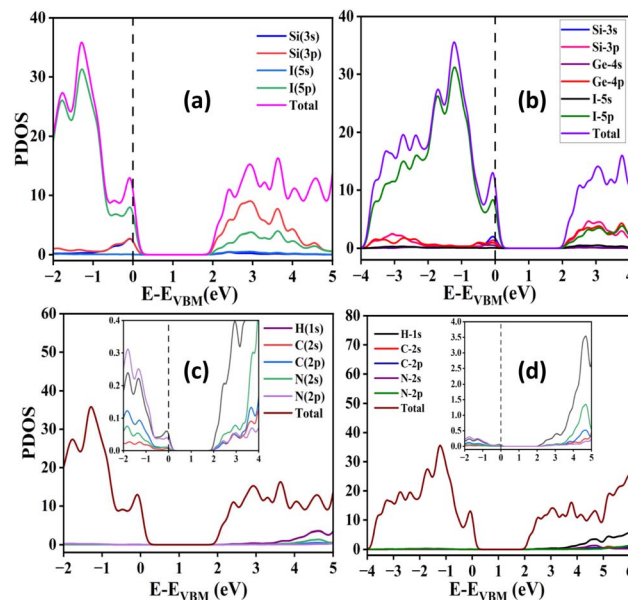 PDOS
40
30
20
10
0
Si(3s)
Si(3p)
I(5s)
I(5p)
Total
(a)
−2 −1 0 1 2 3 4 5
E-E_VBM(eV)
40
30
20
10
0
Si-3s
Si-3p
Ge-4s
Ge-4p
I-5s
I-5p
Total
(b)
−4 −3 −2 −1 0 1 2 3 4
E-E_VBM(eV)
PDOS
60
50
40
30
20
10
0
0.4
0.3
0.2
0.1
0.0
−2 −1 0 1 2 3 4
H(1s)
C(2s)
C(2p)
N(2s)
N(2p)
Total
(c)
−2 −1 0 1 2 3 4 5
E-E_VBM(eV)
80
70
60
50
40
30
20
10
0
H-1s
C-2s
C-2p
N-2s
N-2p
Total
4.0
3.5
3.0
2.5
2.0
1.5
1.0
0.5
0.0
−2 −1 0 1 2 3 4 5
(d)
−4 −3 −2 −1 0 1 2 3 4 5 6
E-E_VBM(eV)